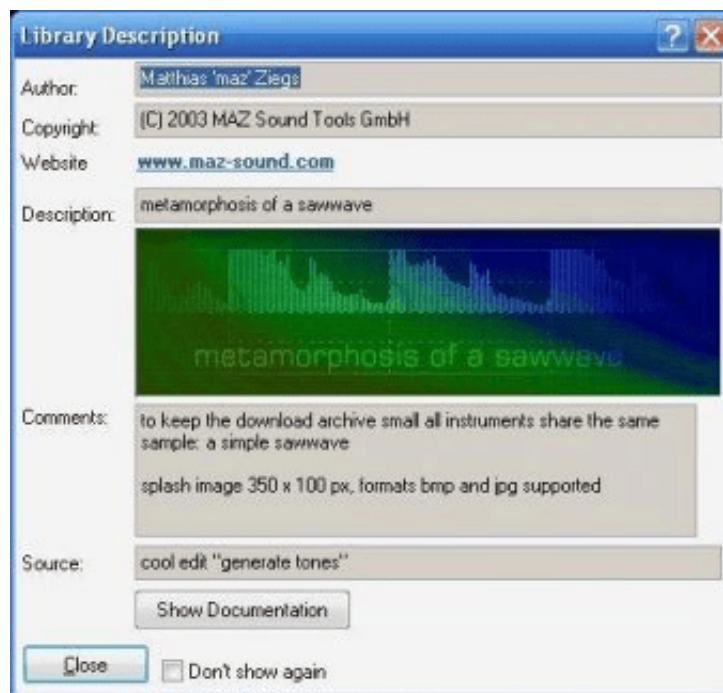 Library Description
Author: Matthias 'maz' Ziegs
Copyright: (C) 2003 MAZ Sound Tools GmbH
Website www.maz-sound.com
Description: metamorphosis of a sawwave
metamorphosis of a sawwave
Comments: to keep the download archive small all instruments share the same
sample: a simple sawwave
splash image 350 x 100 px, formats bmp and jpg supported
Source: cool edit "generate tones"
Show Documentation
Close Don't show again